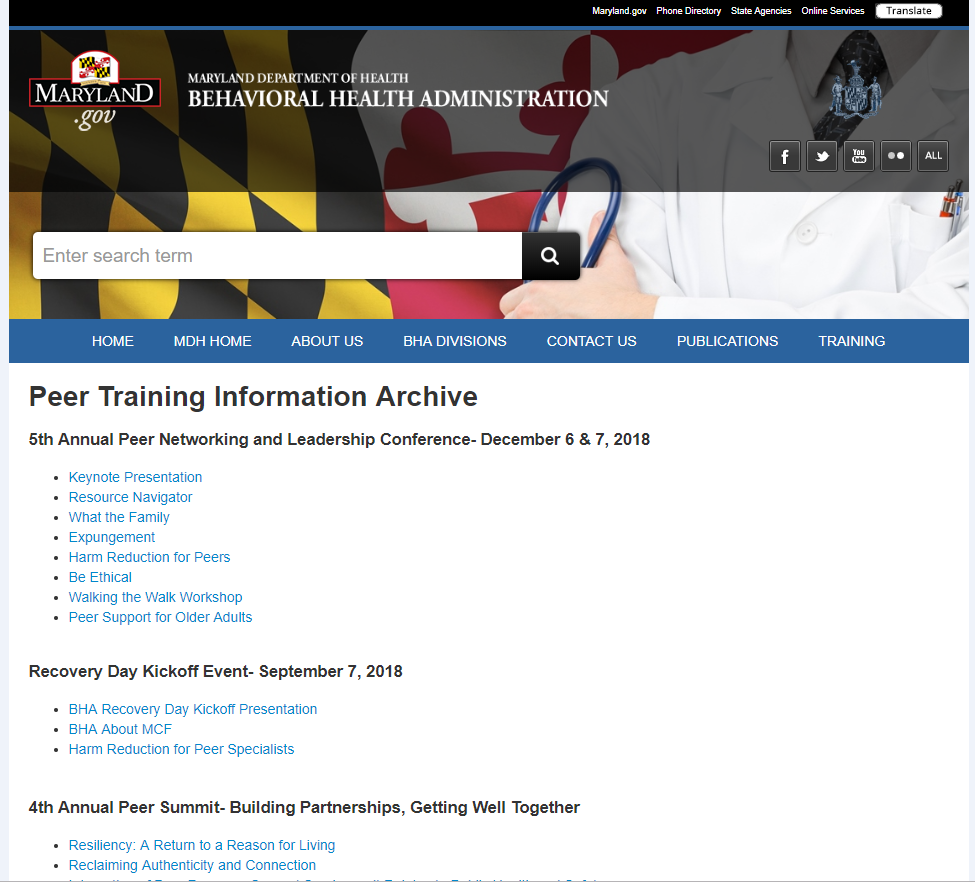 Maryland.gov Phone Directory State Agencies Online Services Translate
MARYLAND
.gov
MARYLAND DEPARTMENT OF HEALTH
BEHAVIORAL HEALTH ADMINISTRATION
f You Tube ALL
Enter search term
HOME MDH HOME ABOUT US BHA DIVISIONS CONTACT US PUBLICATIONS TRAINING
Peer Training Information Archive
5th Annual Peer Networking and Leadership Conference- December 6 & 7, 2018
• Keynote Presentation
• Resource Navigator
• What the Family
• Expungement
• Harm Reduction for Peers
• Be Ethical
• Walking the Walk Workshop
• Peer Support for Older Adults
Recovery Day Kickoff Event- September 7, 2018
• BHA Recovery Day Kickoff Presentation
• BHA About MCF
• Harm Reduction for Peer Specialists
4th Annual Peer Summit- Building Partnerships, Getting Well Together
• Resiliency: A Return to a Reason for Living
• Reclaiming Authenticity and Connection